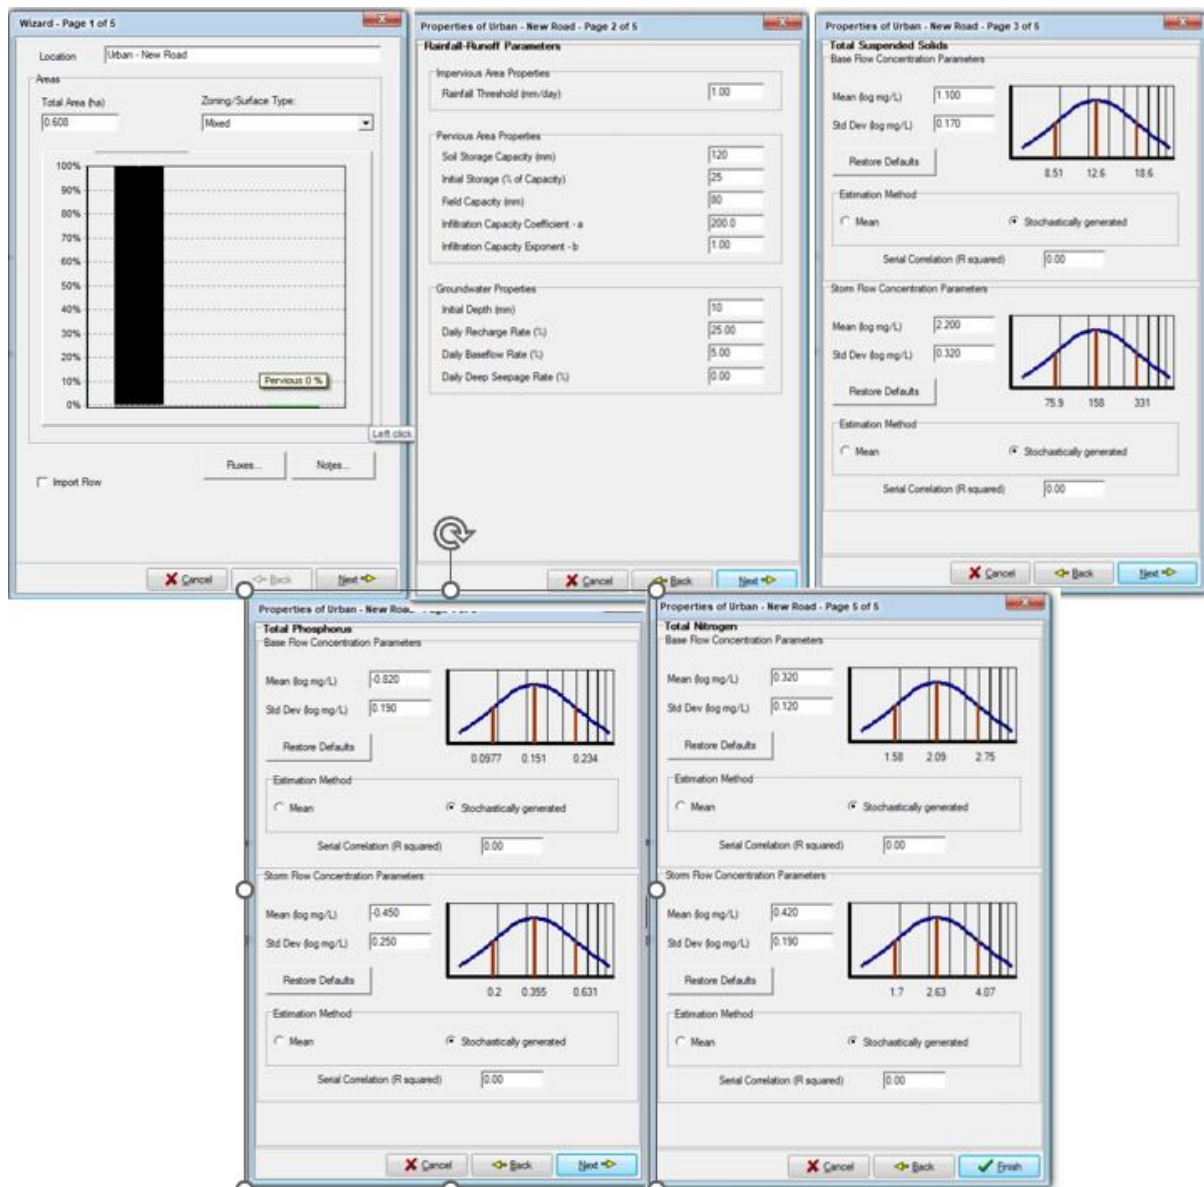 Wizard - Page 1 of 5
Location Urban - New Road
Areas
Total Area (ha) Zoning/Surface Type:
0.608 Mixed
100%
90%
80%
70%
60%
50%
40%
30%
20%
10%
0%
Pervious 0 %
Left click
Fluxes... Notes...
Import Flow
Cancel Back Next
Properties of Urban - New Road - Page 2 of 5
Rainfall-Runoff Parameters
Impervious Area Properties
Rainfall Threshold (mm/day) 1.00
Pervious Area Properties
Soil Storage Capacity (mm) 120
Initial Storage (% of Capacity) 25
Field Capacity (mm) 80
Infiltration Capacity Coefficient - a 200.0
Infiltration Capacity Exponent - b 1.00
Groundwater Properties
Initial Depth (mm) 10
Daily Recharge Rate (%) 25.00
Daily Baseflow Rate (%) 5.00
Daily Deep Seepage Rate (%) 0.00
Cancel Back Next
Properties of Urban - New Road - Page 3 of 5
Total Suspended Solids
Base Flow Concentration Parameters
Mean (log mg/L) 1.100
Std Dev (log mg/L) 0.170
Restore Defaults
8.51 12.6 18.6
Estimation Method
Mean Stochastically generated
Serial Correlation (R squared) 0.00
Storm Flow Concentration Parameters
Mean (log mg/L) 2.200
Std Dev (log mg/L) 0.320
Restore Defaults
75.9 158 331
Estimation Method
Mean Stochastically generated
Serial Correlation (R squared) 0.00
Cancel Back Next
Properties of Urban - New
Total Phosphorus
Base Flow Concentration Parameters
Mean (log mg/L) -0.820
Std Dev (log mg/L) 0.190
Restore Defaults
0.0977 0.151 0.234
Estimation Method
Mean Stochastically generated
Serial Correlation (R squared) 0.00
Storm Flow Concentration Parameters
Mean (log mg/L) -0.450
Std Dev (log mg/L) 0.250
Restore Defaults
0.2 0.355 0.631
Estimation Method
Mean Stochastically generated
Serial Correlation (R squared) 0.00
Cancel Back Next
Properties of Urban - New Road - Page 5 of 5
Total Nitrogen
Base Flow Concentration Parameters
Mean (log mg/L) 0.320
Std Dev (log mg/L) 0.120
Restore Defaults
1.58 2.09 2.75
Estimation Method
Mean Stochastically generated
Serial Correlation (R squared) 0.00
Storm Flow Concentration Parameters
Mean (log mg/L) 0.420
Std Dev (log mg/L) 0.190
Restore Defaults
1.7 2.63 4.07
Estimation Method
Mean Stochastically generated
Serial Correlation (R squared) 0.00
Cancel Back Finish